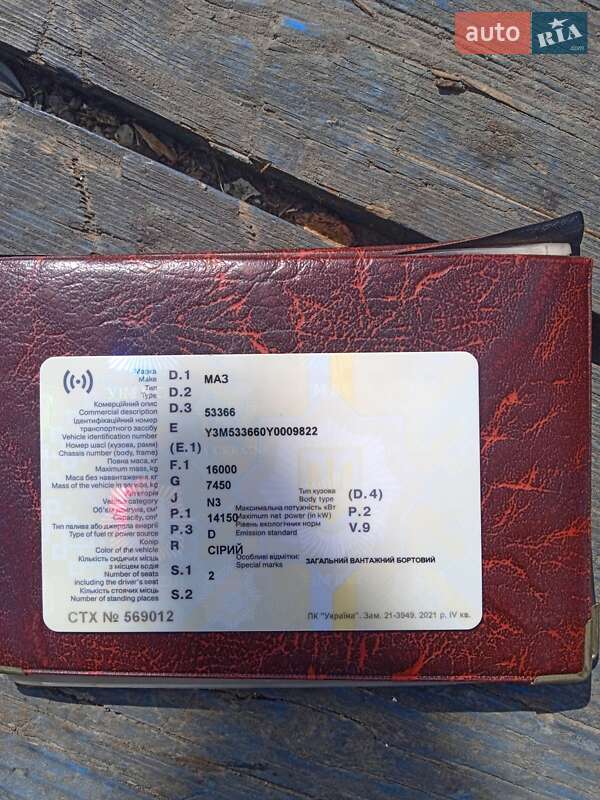 auto RIA .com
Марка
Make D.1 МАЗ
Тип
Type D.2
Комерційний опис
Commercial description D.3 53366
Ідентифікаційний номер
транспортного засобу
Vehicle identification number E Y3M533660Y0009822
Номер шасі (кузова, рами)
Chassis number (body, frame) (E.1)
Повна маса, кг
Maximum mass, kg F.1 16000
Маса без навантаження, кг
Mass of the vehicle in service, kg G 7450
Категорія
Vehicle category J N3
Об'єм двигуна, см³
Capacity, cm³ P.1 14150
Тип палива або джерела енергії
Type of fuel or power source P.3 D
Колір
Color of the vehicle R СІРИЙ
Кількість сидячих місць
з місцем водія
Number of seats
including the driver's seat S.1 2
Кількість стоячих місць
Number of standing places S.2
Тип кузова
Body type (D.4)
Максимальна потужність кВт
Maximum net power (in kW) P.2
Рівень екологічних норм
Emission standard V.9
Особливі відмітки:
Special marks ЗАГАЛЬНИЙ ВАНТАЖНИЙ БОРТОВИЙ
СТХ № 569012
ПК "Україна". Зам. 21-3949. 2021 р. IV кв.